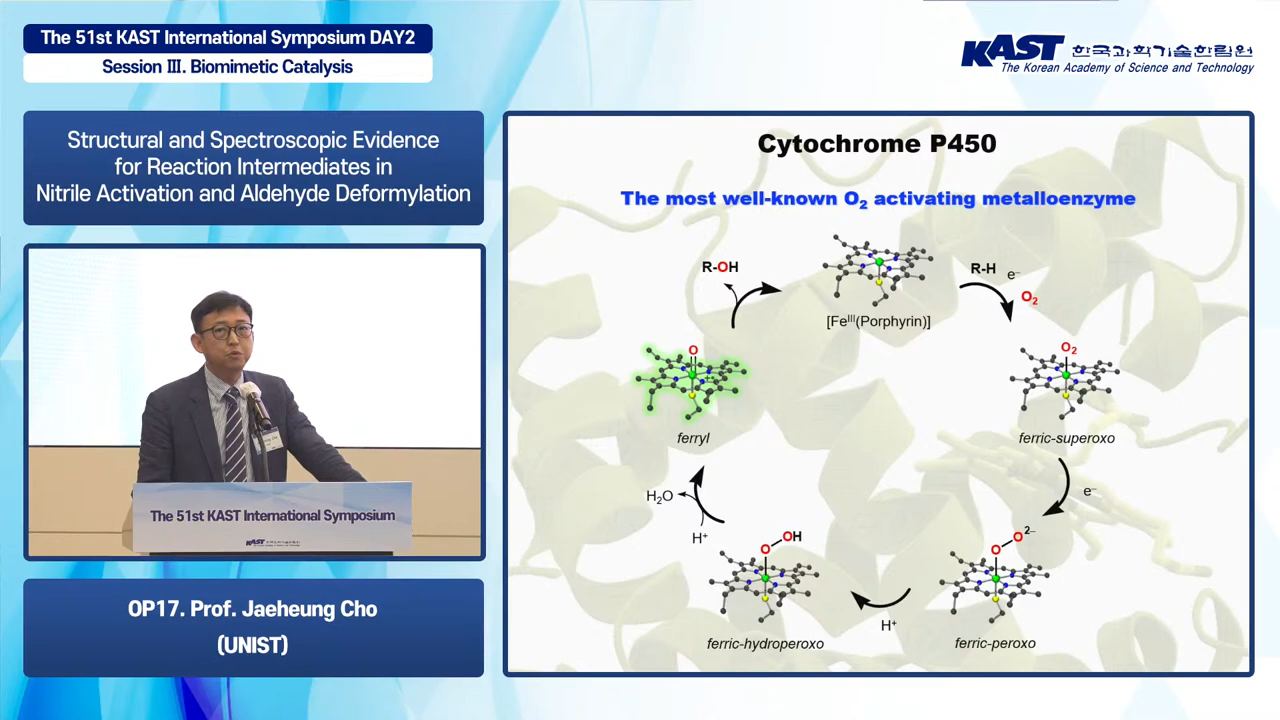 The 51st KAST International Symposium DAY2
Session Ⅲ. Biomimetic Catalysis
KAST 한국과학기술한림원
The Korean Academy of Science and Technology
Structural and Spectroscopic Evidence
for Reaction Intermediates in
Nitrile Activation and Aldehyde Deformylation
The 51st KAST International Symposium
KAST
OP17. Prof. Jaeheung Cho
(UNIST)
Cytochrome P450
The most well-known O₂ activating metalloenzyme
R-OH
R-H
e⁻
O₂
[Feᴵᴵᴵ(Porphyrin)]
O
O₂
ferryl
ferric-superoxo
e⁻
H₂O
H⁺
O
OH
O
O
2–
H⁺
ferric-hydroperoxo
ferric-peroxo